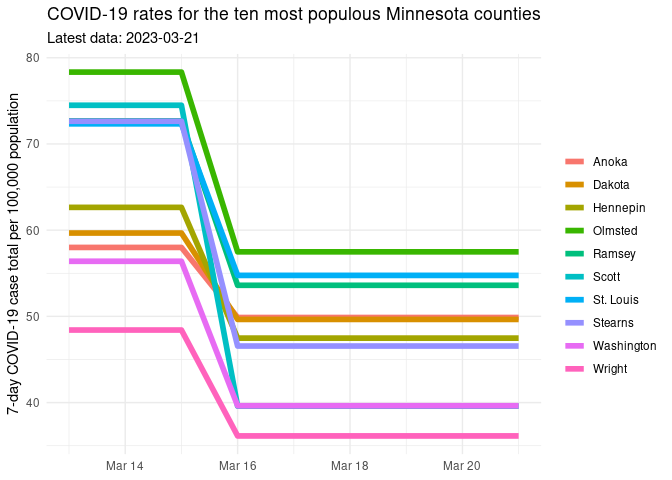 COVID-19 rates for the ten most populous Minnesota counties
Latest data: 2023-03-21
7-day COVID-19 case total per 100,000 population
80
70
60
50
40
Mar 14
Mar 16
Mar 18
Mar 20
Anoka
Dakota
Hennepin
Olmsted
Ramsey
Scott
St. Louis
Stearns
Washington
Wright